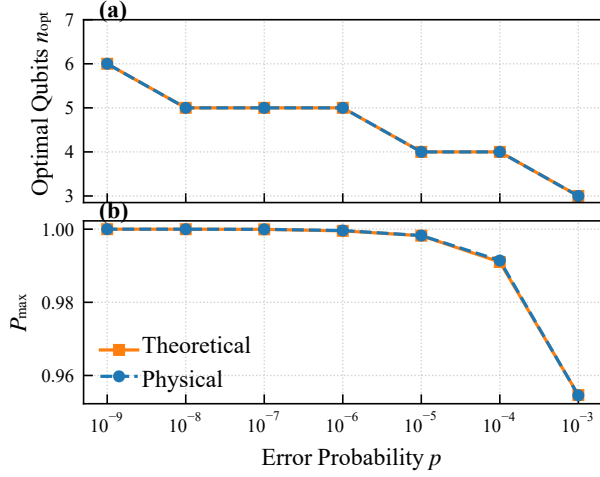 (a)
Optimal Qubits n_opt
7
6
5
4
3
(b)
P_max
1.00
0.98
0.96
Theoretical
Physical
10⁻⁹ 10⁻⁸ 10⁻⁷ 10⁻⁶ 10⁻⁵ 10⁻⁴ 10⁻³
Error Probability p